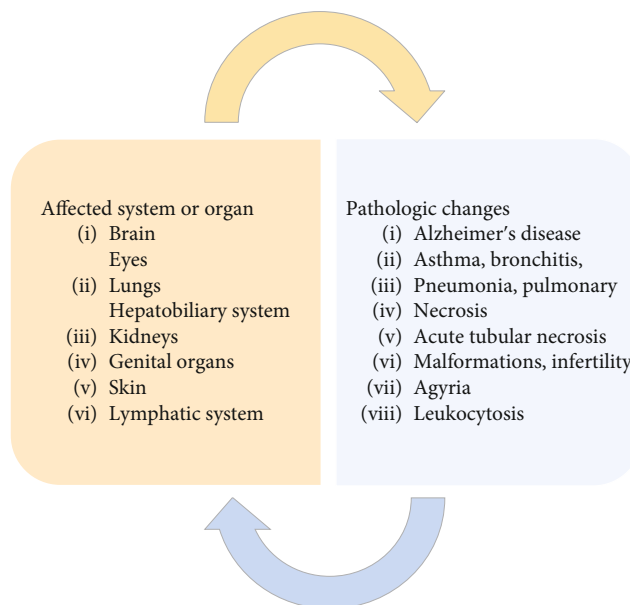 Affected system or organ
(i) Brain
Eyes
(ii) Lungs
Hepatobiliary system
(iii) Kidneys
(iv) Genital organs
(v) Skin
(vi) Lymphatic system
Pathologic changes
(i) Alzheimer's disease
(ii) Asthma, bronchitis,
(iii) Pneumonia, pulmonary
(iv) Necrosis
(v) Acute tubular necrosis
(vi) Malformations, infertility
(vii) Agyria
(viii) Leukocytosis